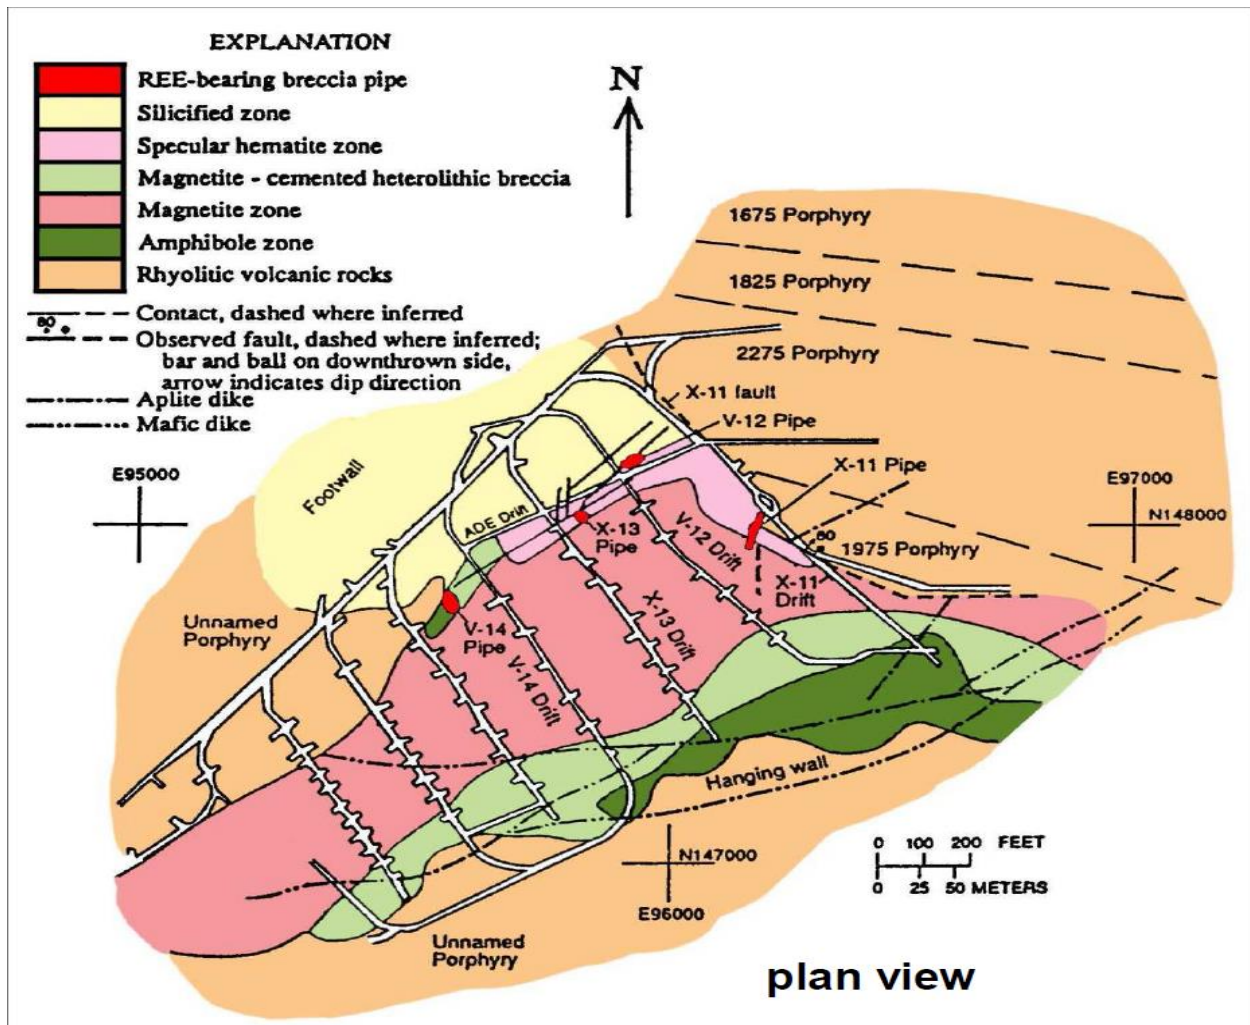 EXPLANATION
REE-bearing breccia pipe
Silicified zone
Specular hematite zone
Magnetite - cemented heterolithic breccia
Magnetite zone
Amphibole zone
Rhyolitic volcanic rocks
Contact, dashed where inferred
80
Observed fault, dashed where inferred;
bar and ball on downthrown side,
arrow indicates dip direction
Aplite dike
Mafic dike
N
1675 Porphyry
1825 Porphyry
2275 Porphyry
X-11 fault
V-12 Pipe
X-11 Pipe
E95000
Footwall
E97000
N148000
ADE Drift
X-13
Pipe
V-12 Drift
80
1975 Porphyry
X-11
Drift
Unnamed
Porphyry
V-14
Pipe
X-13 Drift
V-14 Drift
Hanging wall
N147000
E96000
0 100 200 FEET
0 25 50 METERS
Unnamed
Porphyry
plan view